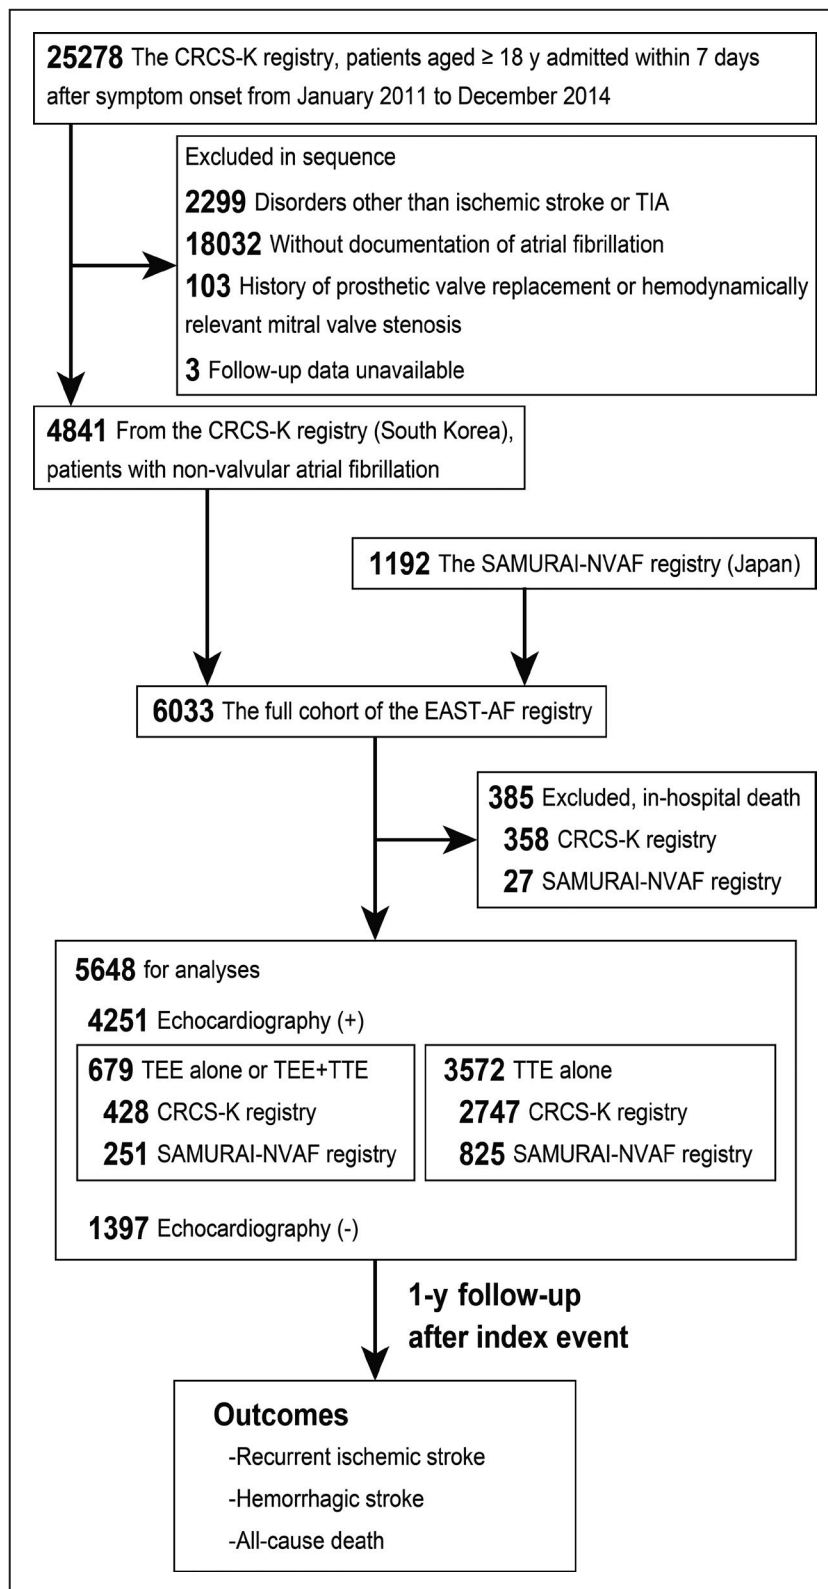 25278 The CRCS-K registry, patients aged ≥ 18 y admitted within 7 days
after symptom onset from January 2011 to December 2014
Excluded in sequence
2299 Disorders other than ischemic stroke or TIA
18032 Without documentation of atrial fibrillation
103 History of prosthetic valve replacement or hemodynamically
relevant mitral valve stenosis
3 Follow-up data unavailable
4841 From the CRCS-K registry (South Korea),
patients with non-valvular atrial fibrillation
1192 The SAMURAI-NVAF registry (Japan)
6033 The full cohort of the EAST-AF registry
385 Excluded, in-hospital death
358 CRCS-K registry
27 SAMURAI-NVAF registry
5648 for analyses
4251 Echocardiography (+)
679 TEE alone or TEE+TTE
428 CRCS-K registry
251 SAMURAI-NVAF registry
3572 TTE alone
2747 CRCS-K registry
825 SAMURAI-NVAF registry
1397 Echocardiography (-)
1-y follow-up
after index event
Outcomes
-Recurrent ischemic stroke
-Hemorrhagic stroke
-All-cause death